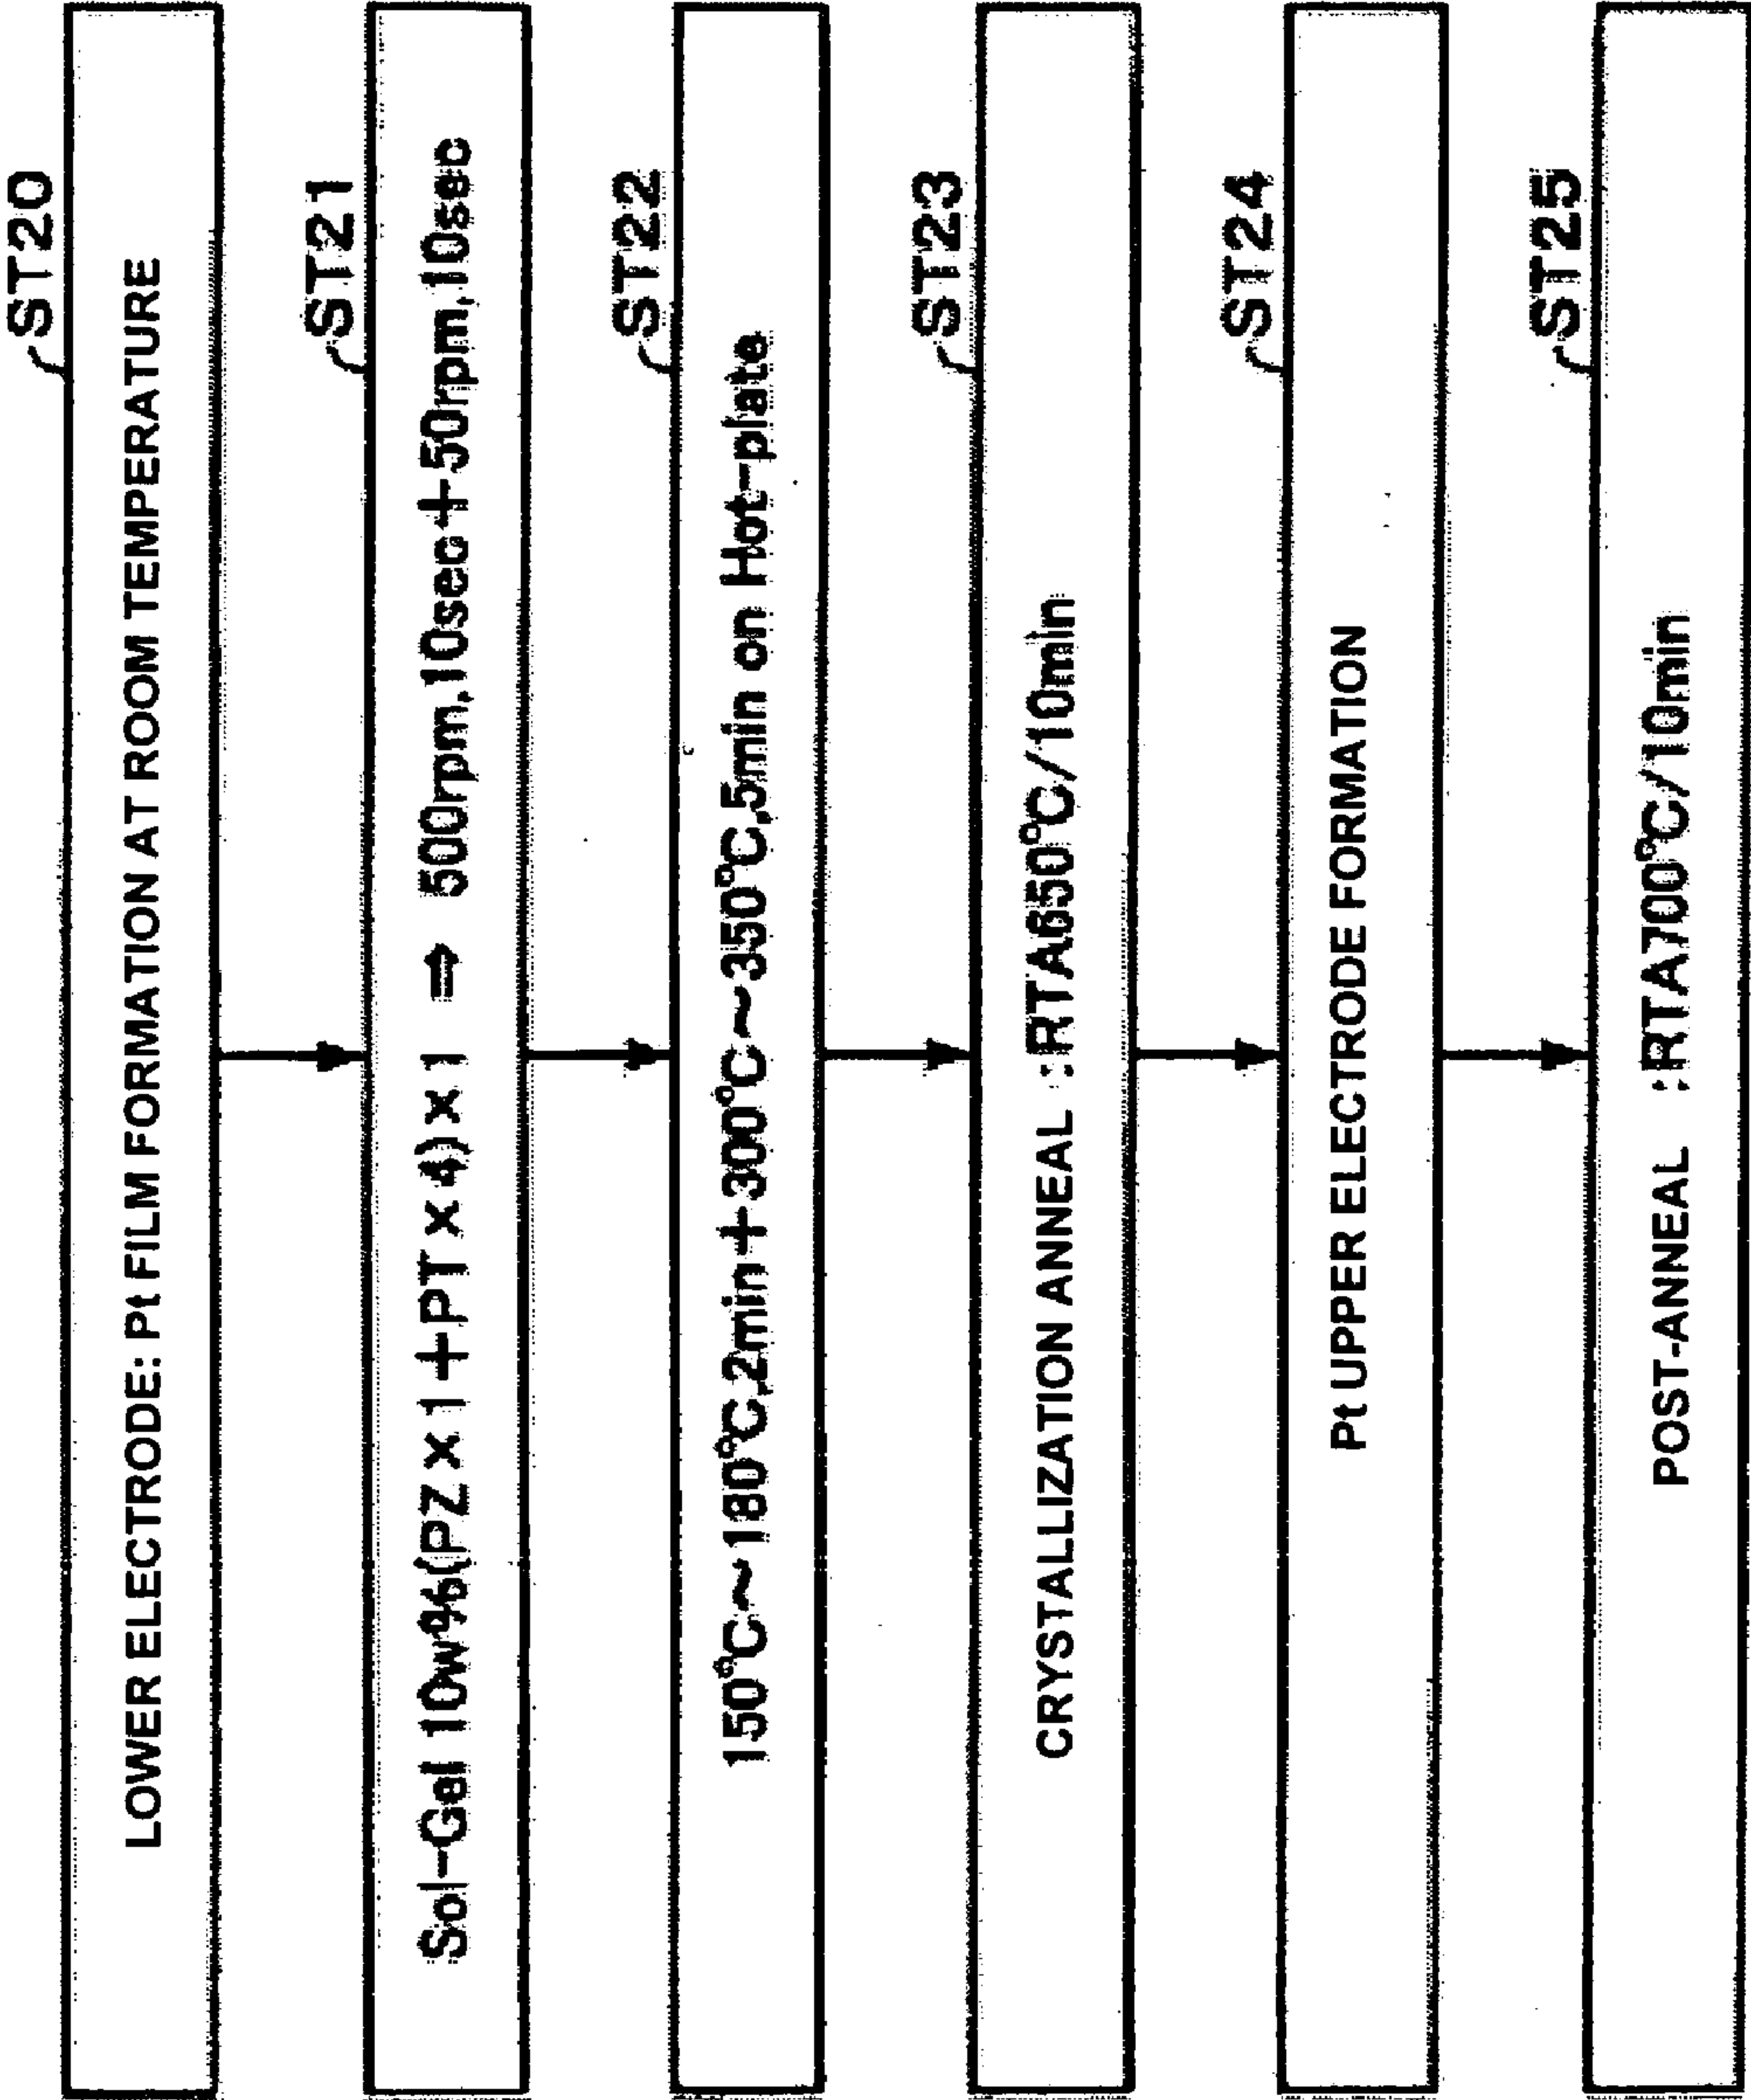 ST20
LOWER ELECTRODE: Pt FILM FORMATION AT ROOM TEMPERATURE
ST21
Sol-Gel 10w%(PZ×1+PT×4)×1 ⇒ 500rpm,10sec+50rpm,10sec
ST22
150°C~180°C,2min+300°C~350°C,5min on Hot-plate
ST23
CRYSTALLIZATION ANNEAL :RTA650°C/10min
ST24
Pt UPPER ELECTRODE FORMATION
ST25
POST-ANNEAL :RTA700°C/10min